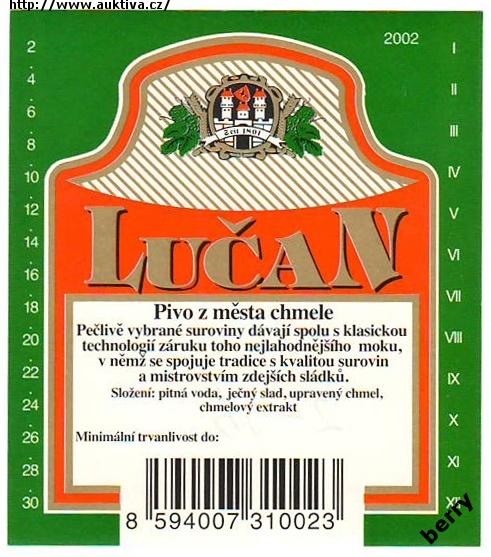 http://www.auktiva.cz/
2002
2
.
4
.
6
.
8
.
10
.
12
.
14
.
16
.
18
.
20
.
22
.
24
.
26
.
28
.
30
I
II
III
IV
V
VI
VII
VIII
IX
X
XI
Seit 1801
LUČAN
Pivo z města chmele
Pečlivě vybrané suroviny dávají spolu s klasickou
technologií záruku toho nejlahodnějšího moku,
v němž se spojuje tradice s kvalitou surovin
a mistrovstvím zdejších sládků.
Složení: pitná voda, ječný slad, upravený chmel,
chmelový extrakt
Minimální trvanlivost do:
8 594007 310023
berry